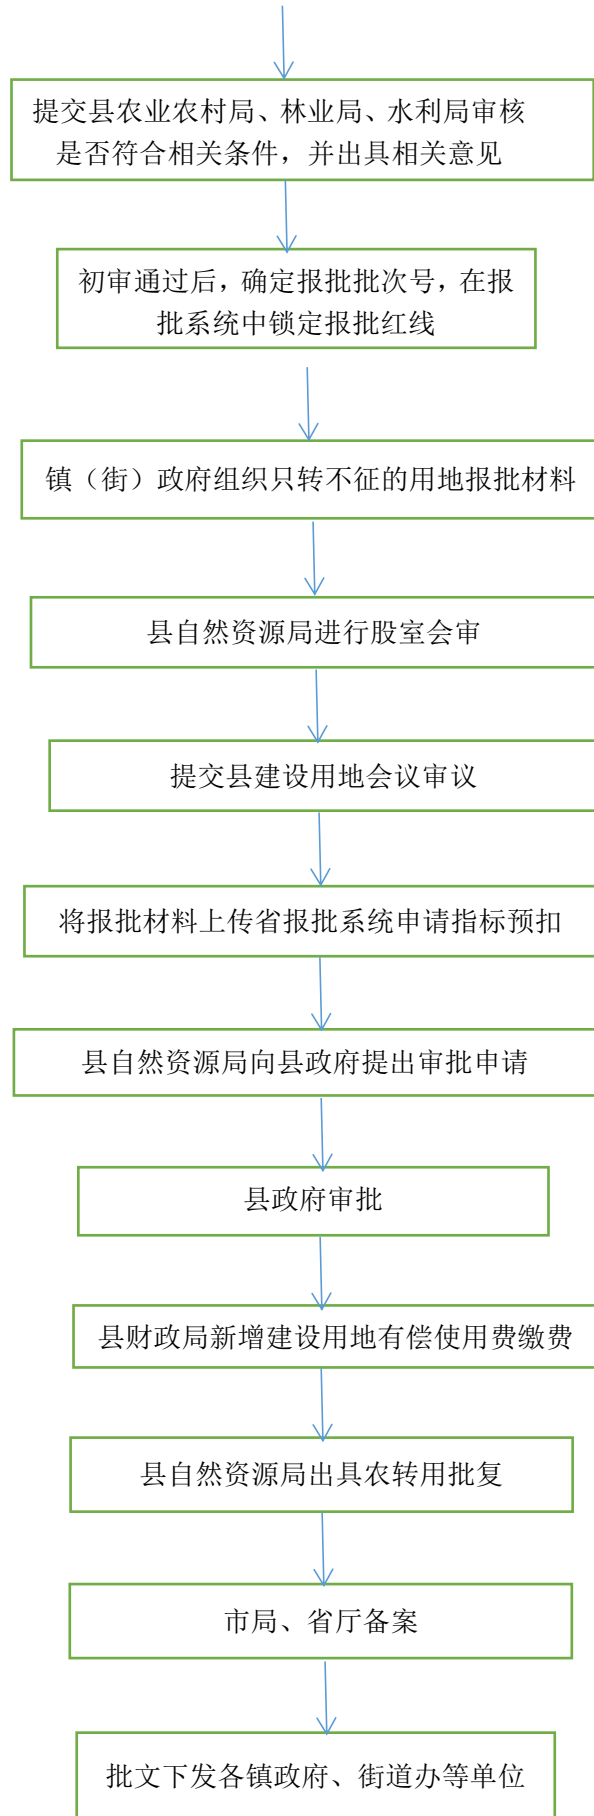 提交县农业农村局、林业局、水利局审核
是否符合相关条件，并出具相关意见
初审通过后，确定报批批次号，在报
批系统中锁定报批红线
镇（街）政府组织只转不征的用地报批材料
县自然资源局进行股室会审
提交县建设用地会议审议
将报批材料上传省报批系统申请指标预扣
县自然资源局向县政府提出审批申请
县政府审批
县财政局新增建设用地有偿使用费缴费
县自然资源局出具农转用批复
市局、省厅备案
批文下发各镇政府、街道办等单位